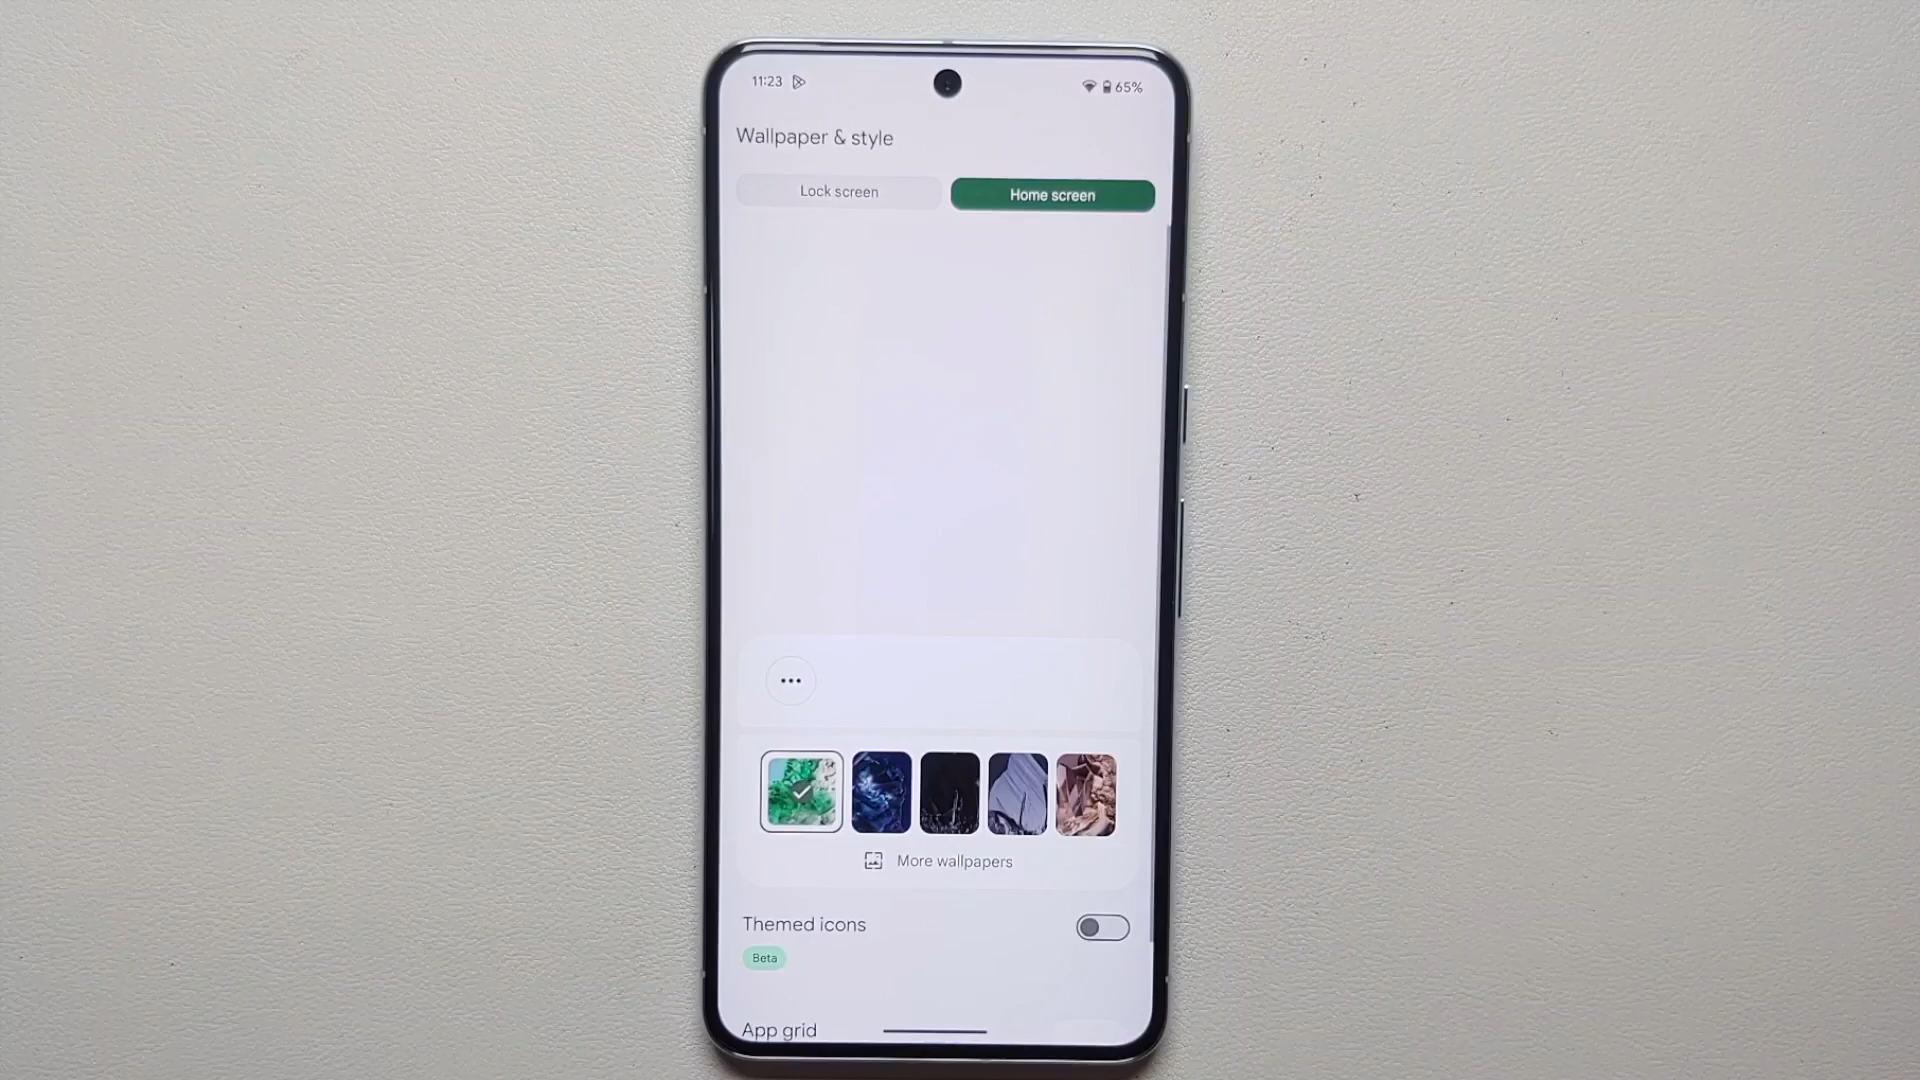 11:23
65%
Wallpaper & style
Lock screen
Home screen
More wallpapers
Themed icons
Beta
App grid